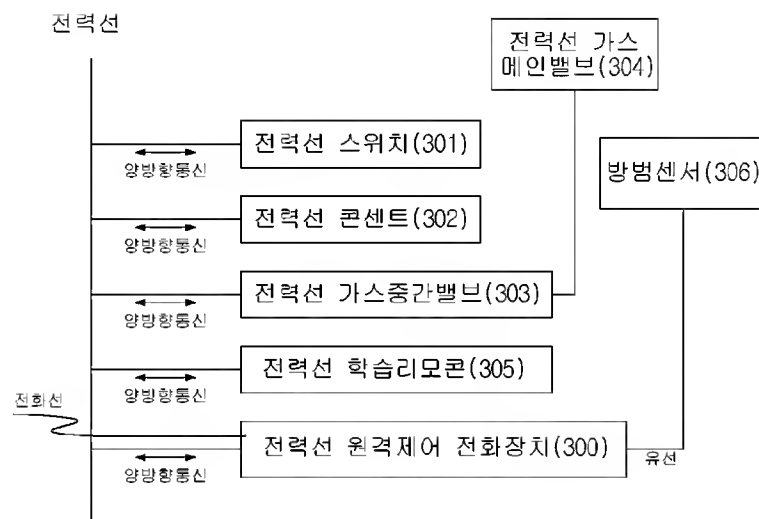 전력선
전력선 가스
메인밸브(304)
전력선 스위치(301)
양방향통신
방범센서(306)
전력선 콘센트(302)
양방향통신
전력선 가스중간밸브(303)
양방향통신
전력선 학습리모콘(305)
양방향통신
전화선
전력선 원격제어 전화장치(300)
유선
양방향통신